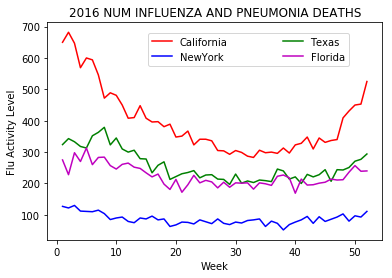 2016 NUM INFLUENZA AND PNEUMONIA DEATHS
700
600
500
400
300
200
100
Flu Activity Level
California
NewYork
Texas
Florida
0
10
20
30
40
50
Week